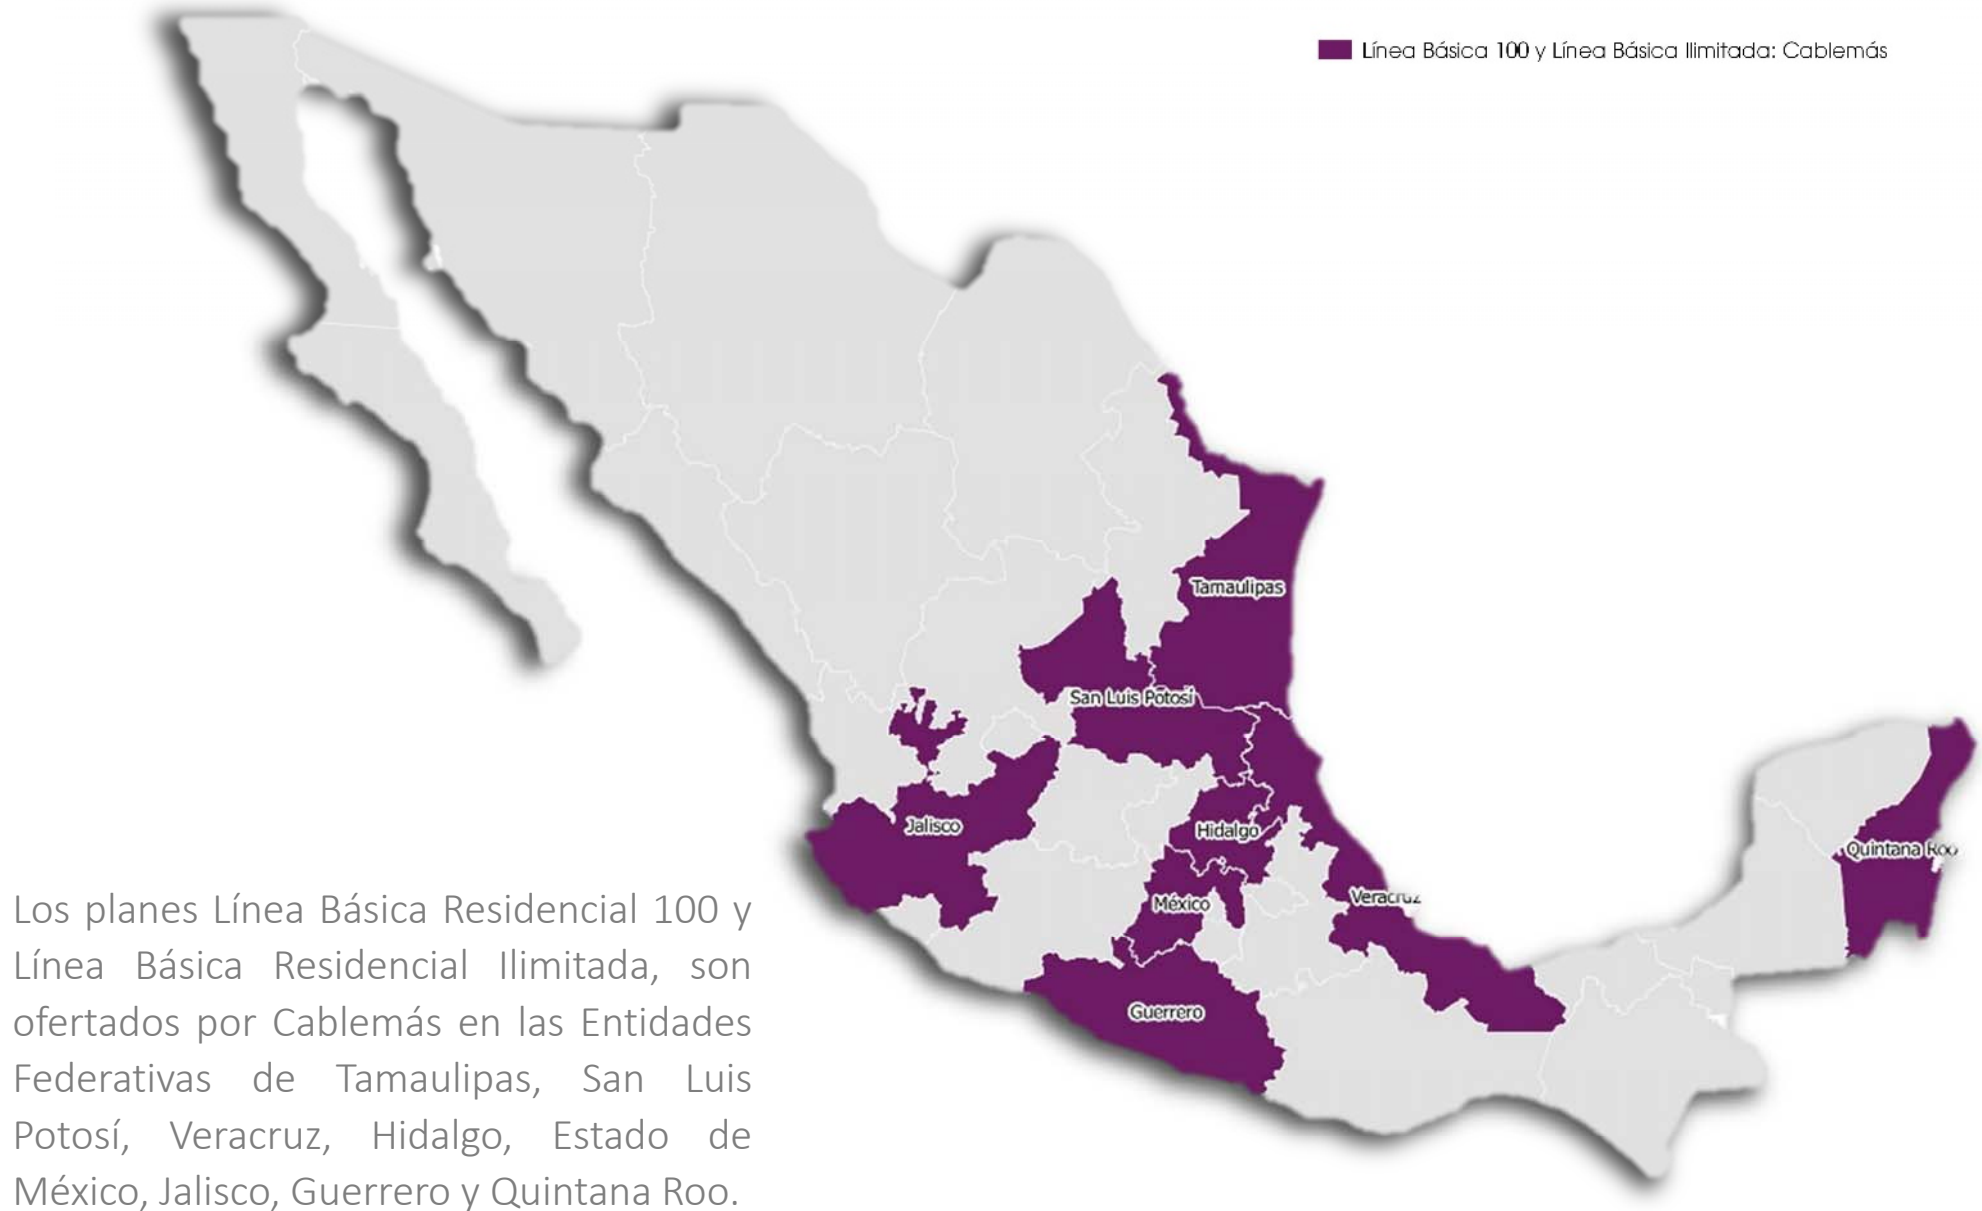 Línea Básica 100 y Línea Básica Ilimitada: Cablemás
Tamaulipas
San Luis Potosí
Jalisco
Hidalgo
Quintana Roo
México
Veracruz
Guerrero
Los planes Línea Básica Residencial 100 y
Línea Básica Residencial Ilimitada, son
ofertados por Cablemás en las Entidades
Federativas de Tamaulipas, San Luis
Potosí, Veracruz, Hidalgo, Estado de
México, Jalisco, Guerrero y Quintana Roo.